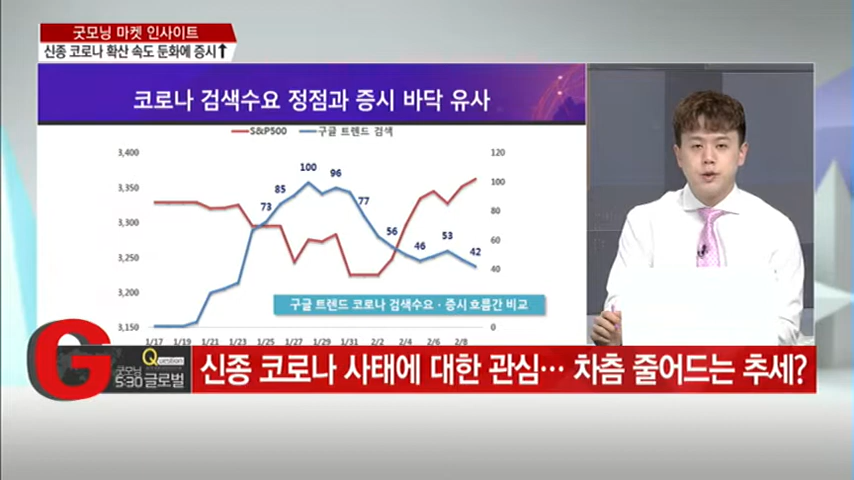 굿모닝 마켓 인사이트
신종 코로나 확산 속도 둔화에 증시↑
코로나 검색수요 정점과 증시 바닥 유사
S&P500 구글 트렌드 검색
3,400
3,350
3,300
3,250
3,200
3,150
120
100
80
60
40
0
73
85
100
96
77
56
46
53
42
구글 트렌드 코로나 검색수요 · 증시 흐름간 비교
1/17 1/19 1/21 1/23 1/25 1/27 1/29 1/31 2/2 2/4 2/6 2/8
G
굿모닝
5:30 글로벌
Question
신종 코로나 사태에 대한 관심… 차츰 줄어드는 추세?